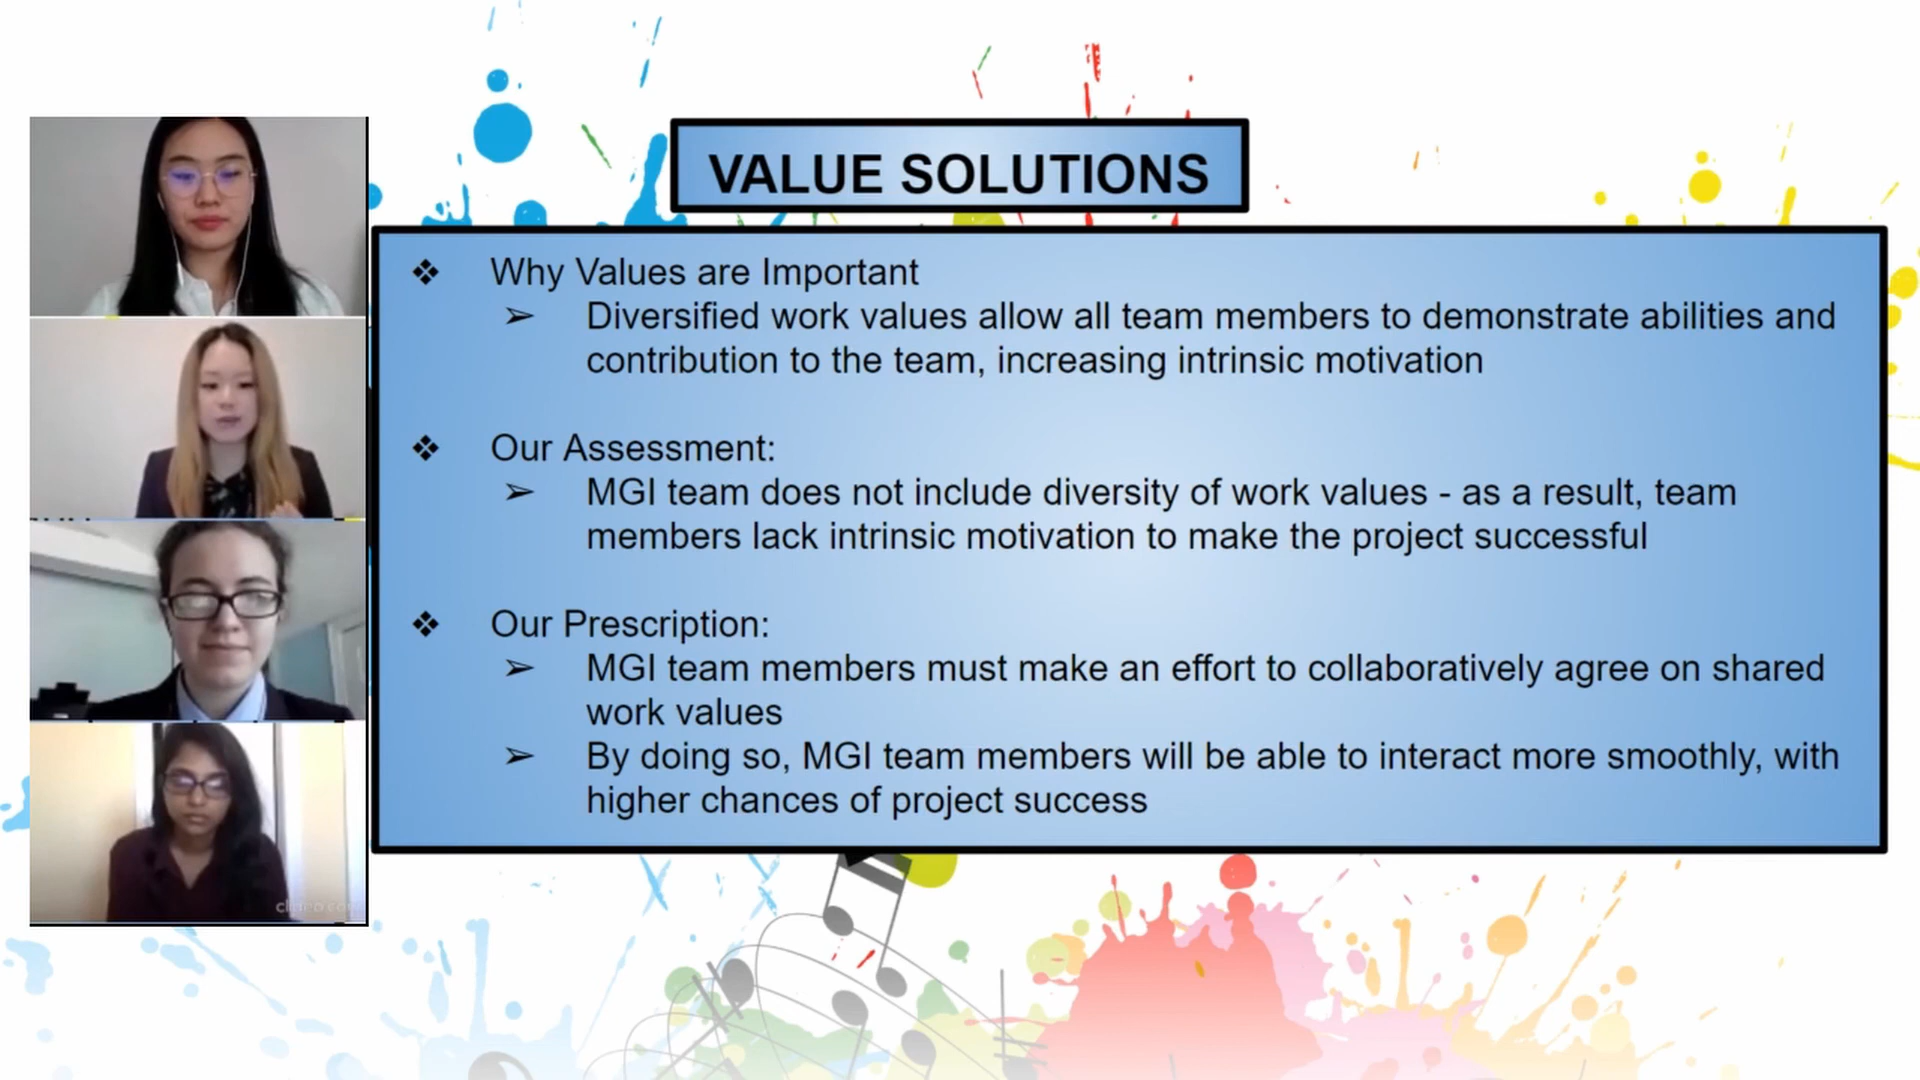 VALUE SOLUTIONS
❖ Why Values are Important
➢ Diversified work values allow all team members to demonstrate abilities and
contribution to the team, increasing intrinsic motivation
❖ Our Assessment:
➢ MGI team does not include diversity of work values - as a result, team
members lack intrinsic motivation to make the project successful
❖ Our Prescription:
➢ MGI team members must make an effort to collaboratively agree on shared
work values
➢ By doing so, MGI team members will be able to interact more smoothly, with
higher chances of project success